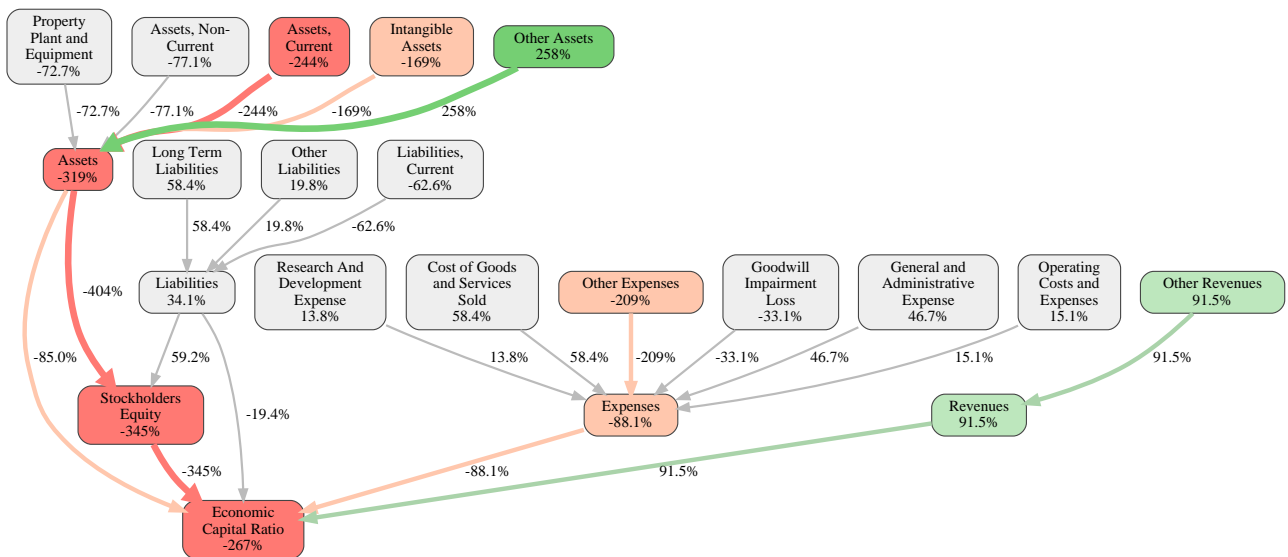 Property
Plant and
Equipment
-72.7%
Assets, Non-
Current
-77.1%
Assets,
Current
-244%
Intangible
Assets
-169%
Other Assets
258%
-72.7%
-77.1%
-244%
-169%
258%
Assets
-319%
Long Term
Liabilities
58.4%
Other
Liabilities
19.8%
Liabilities,
Current
-62.6%
58.4%
19.8%
-62.6%
Liabilities
34.1%
Research And
Development
Expense
13.8%
Cost of Goods
and Services
Sold
58.4%
Other Expenses
-209%
Goodwill
Impairment
Loss
-33.1%
General and
Administrative
Expense
46.7%
Operating
Costs and
Expenses
15.1%
Other Revenues
91.5%
-404%
-85.0%
59.2%
13.8%
58.4%
-209%
-33.1%
46.7%
15.1%
91.5%
Stockholders
Equity
-345%
-19.4%
Expenses
-88.1%
Revenues
91.5%
-345%
-88.1%
91.5%
Economic
Capital Ratio
-267%